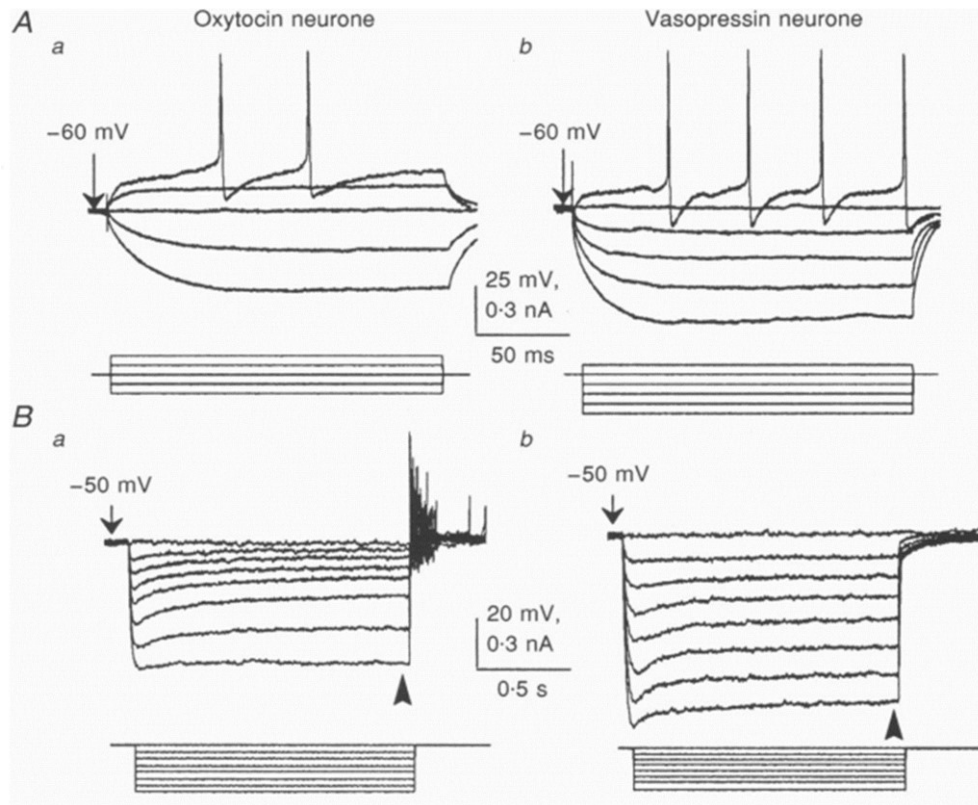 A
Oxytocin neurone
Vasopressin neurone
a
b
−60 mV
−60 mV
25 mV,
0·3 nA
50 ms
B
a
b
−50 mV
−50 mV
20 mV,
0·3 nA
0·5 s